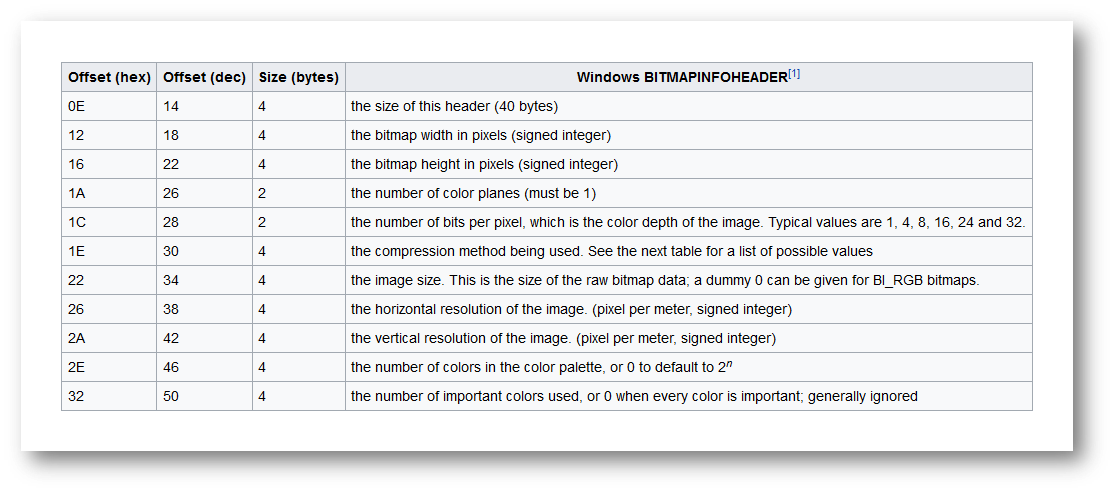 Offset (hex) Offset (dec) Size (bytes) Windows BITMAPINFOHEADER[1]
0E 14 4 the size of this header (40 bytes)
12 18 4 the bitmap width in pixels (signed integer)
16 22 4 the bitmap height in pixels (signed integer)
1A 26 2 the number of color planes (must be 1)
1C 28 2 the number of bits per pixel, which is the color depth of the image. Typical values are 1, 4, 8, 16, 24 and 32.
1E 30 4 the compression method being used. See the next table for a list of possible values
22 34 4 the image size. This is the size of the raw bitmap data; a dummy 0 can be given for BI_RGB bitmaps.
26 38 4 the horizontal resolution of the image. (pixel per meter, signed integer)
2A 42 4 the vertical resolution of the image. (pixel per meter, signed integer)
2E 46 4 the number of colors in the color palette, or 0 to default to 2ⁿ
32 50 4 the number of important colors used, or 0 when every color is important; generally ignored